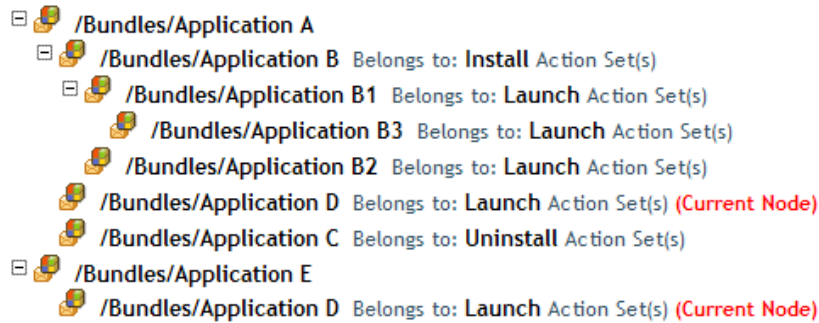 /Bundles/Application A
/Bundles/Application B Belongs to: Install Action Set(s)
/Bundles/Application B1 Belongs to: Launch Action Set(s)
/Bundles/Application B3 Belongs to: Launch Action Set(s)
/Bundles/Application B2 Belongs to: Launch Action Set(s)
/Bundles/Application D Belongs to: Launch Action Set(s) (Current Node)
/Bundles/Application C Belongs to: Uninstall Action Set(s)
/Bundles/Application E
/Bundles/Application D Belongs to: Launch Action Set(s) (Current Node)